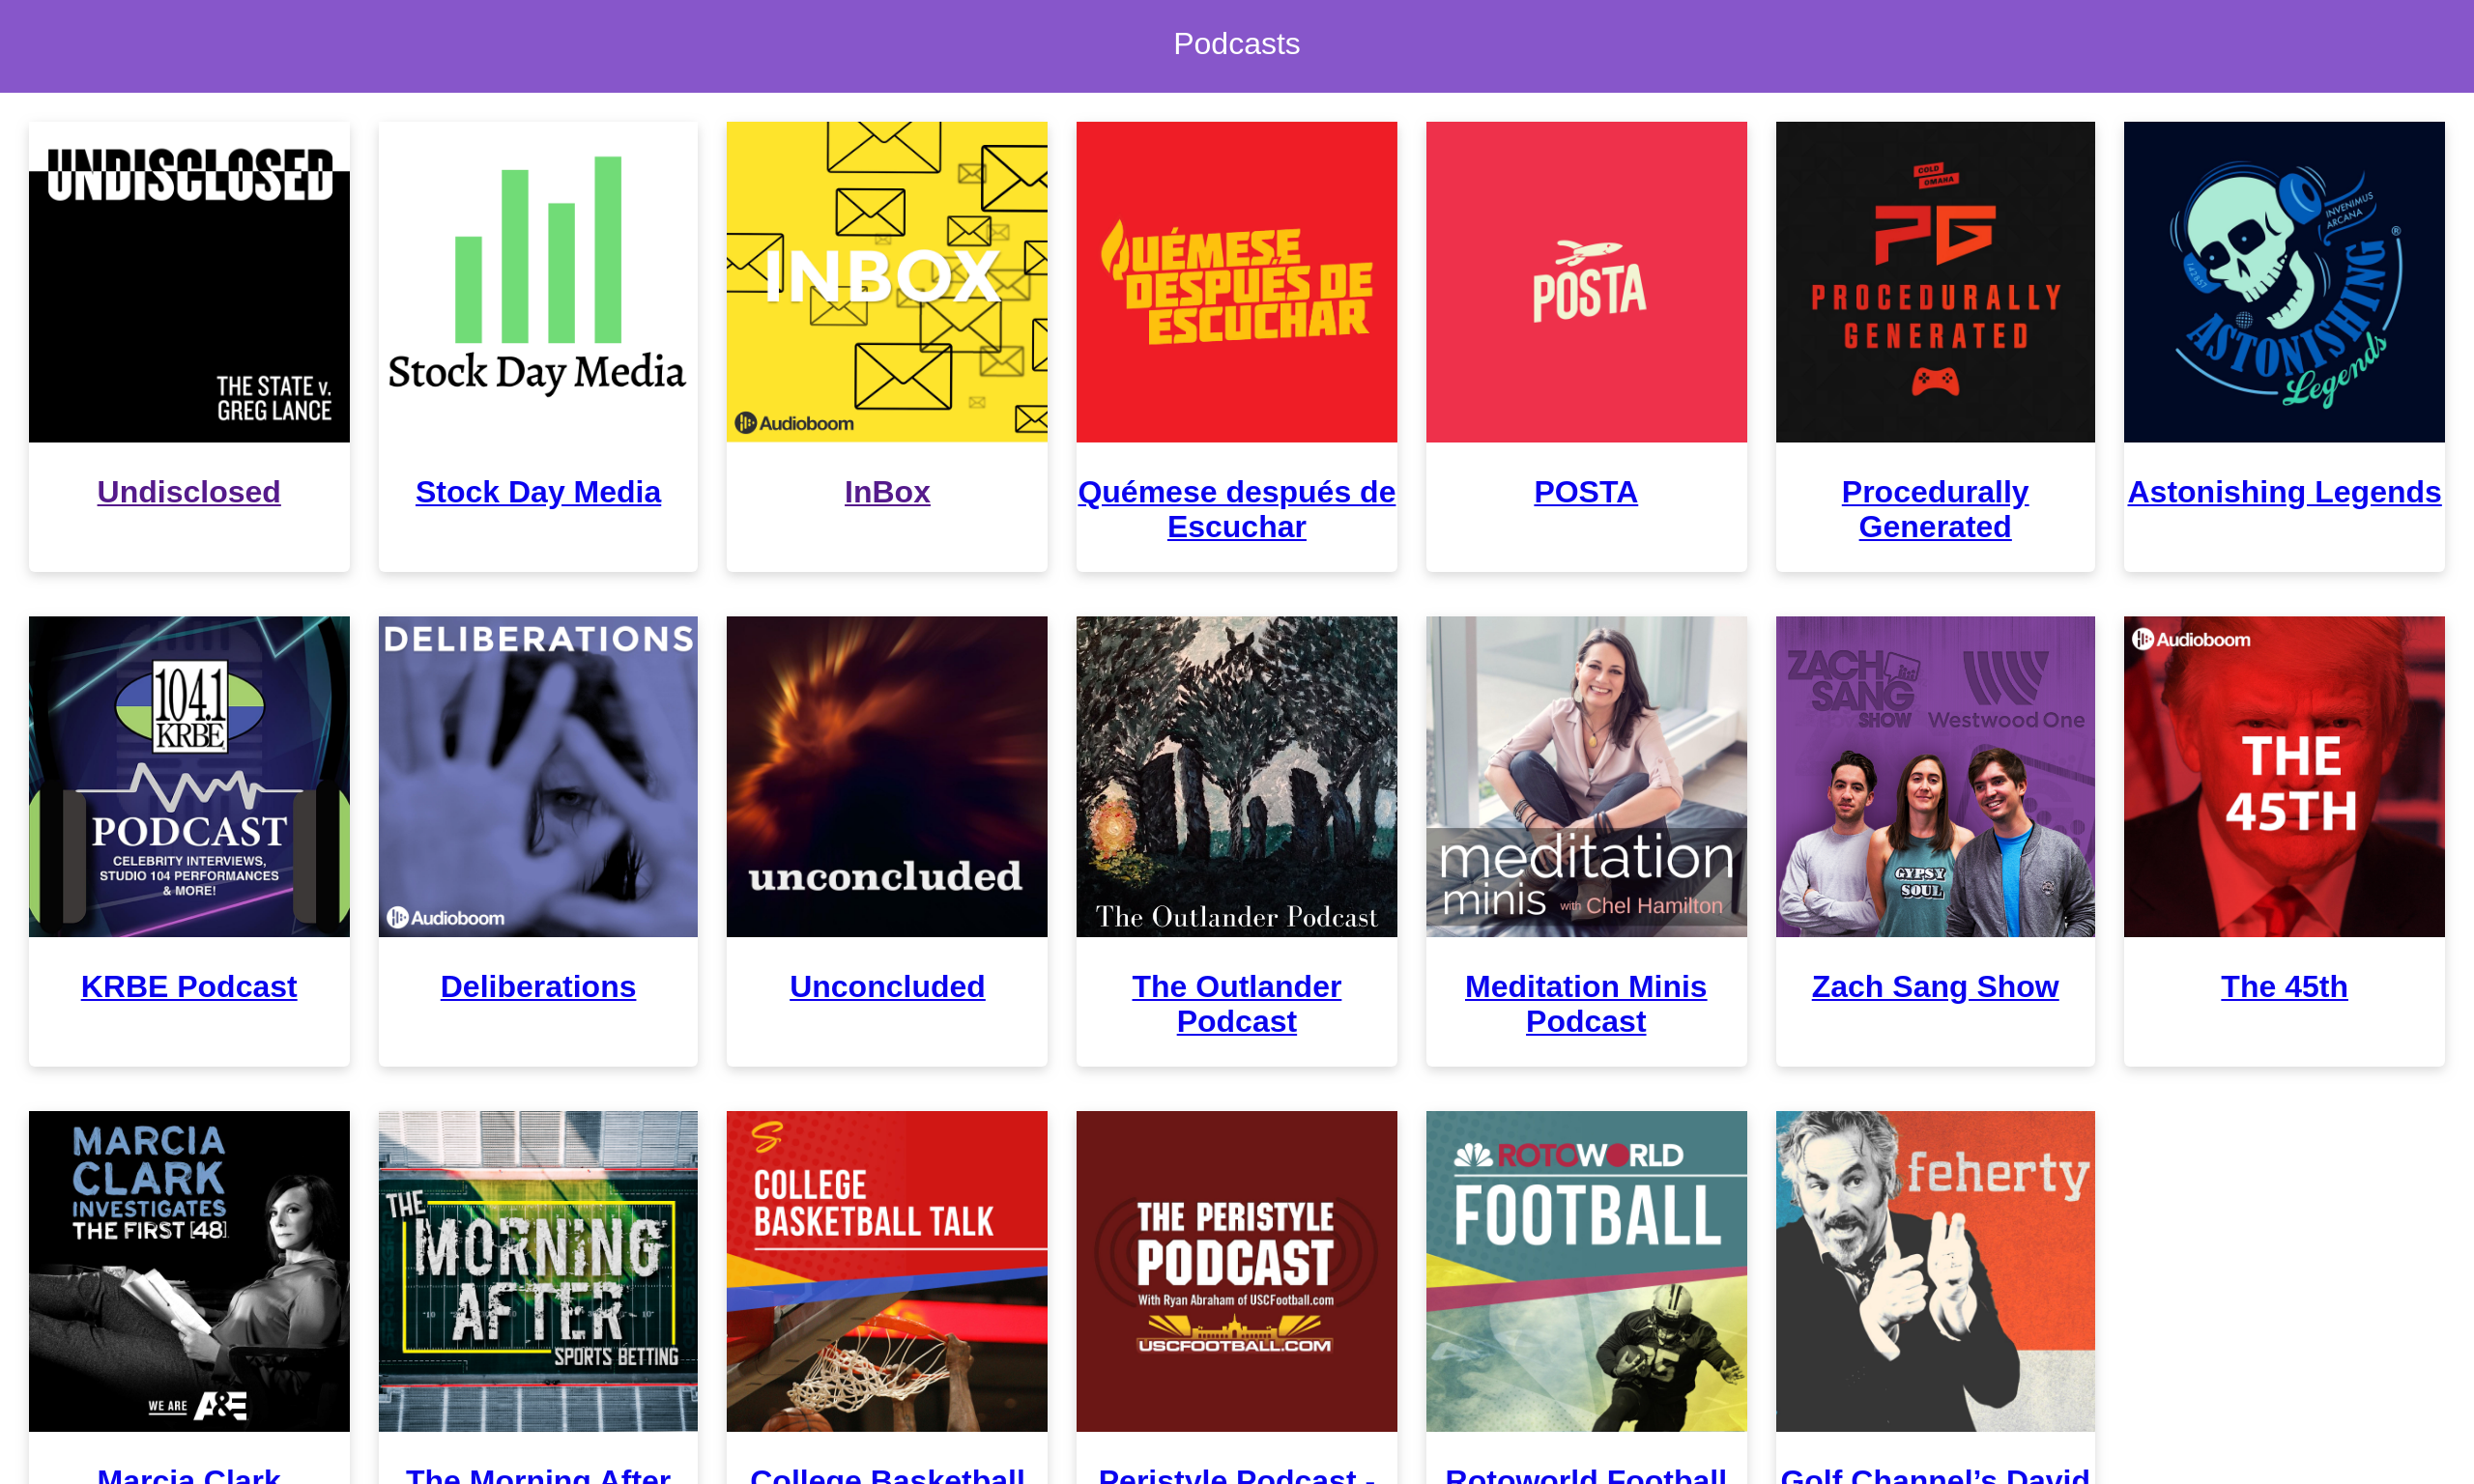 Podcasts
UNDISCLOSED
THE STATE v.
GREG LANCE
Undisclosed
Stock Day Media
Stock Day Media
INBOX
Audioboom
InBox
QUÉMESE
DESPUÉS DE
ESCUCHAR
Quémese después de
Escuchar
POSTA
POSTA
COLD
OMAHA
PG
PROCEDURALLY
GENERATED
Procedurally
Generated
INVENIMUS
ARCANA
142857
ASTONISHING
Legends
®
Astonishing Legends
104.1
KRBE
PODCAST
CELEBRITY INTERVIEWS,
STUDIO 104 PERFORMANCES
& MORE!
KRBE Podcast
DELIBERATIONS
Audioboom
Deliberations
unconcluded
Unconcluded
The Outlander Podcast
The Outlander
Podcast
meditation
minis with Chel Hamilton
Meditation Minis
Podcast
ZACH
SANG
SHOW
Westwood One
GYPSY
SOUL
Zach Sang Show
Audioboom
THE
45TH
The 45th
MARCIA
CLARK
INVESTIGATES
THE FIRST [48]
WE ARE A&E
Marcia Clark
THE
MORNING
AFTER
SPORTS BETTING
The Morning After
S
COLLEGE
BASKETBALL TALK
College Basketball
THE PERISTYLE
PODCAST
With Ryan Abraham of USCFootball.com
USCFOOTBALL.COM
Peristyle Podcast -
ROTOWORLD
FOOTBALL
Rotoworld Football
feherty
Golf Channel’s David